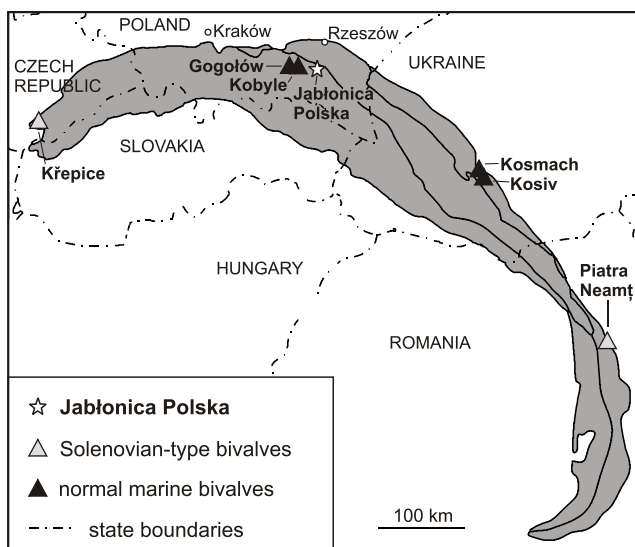 POLAND
Kraków
Rzeszów
CZECH
REPUBLIC
Gogołów
Kobyle
UKRAINE
Jabłonica
Polska
SLOVAKIA
Křepice
Kosmach
Kosiv
HUNGARY
Piatra
Neamț
ROMANIA
Jabłonica Polska
Solenovian-type bivalves
normal marine bivalves
state boundaries
100 km